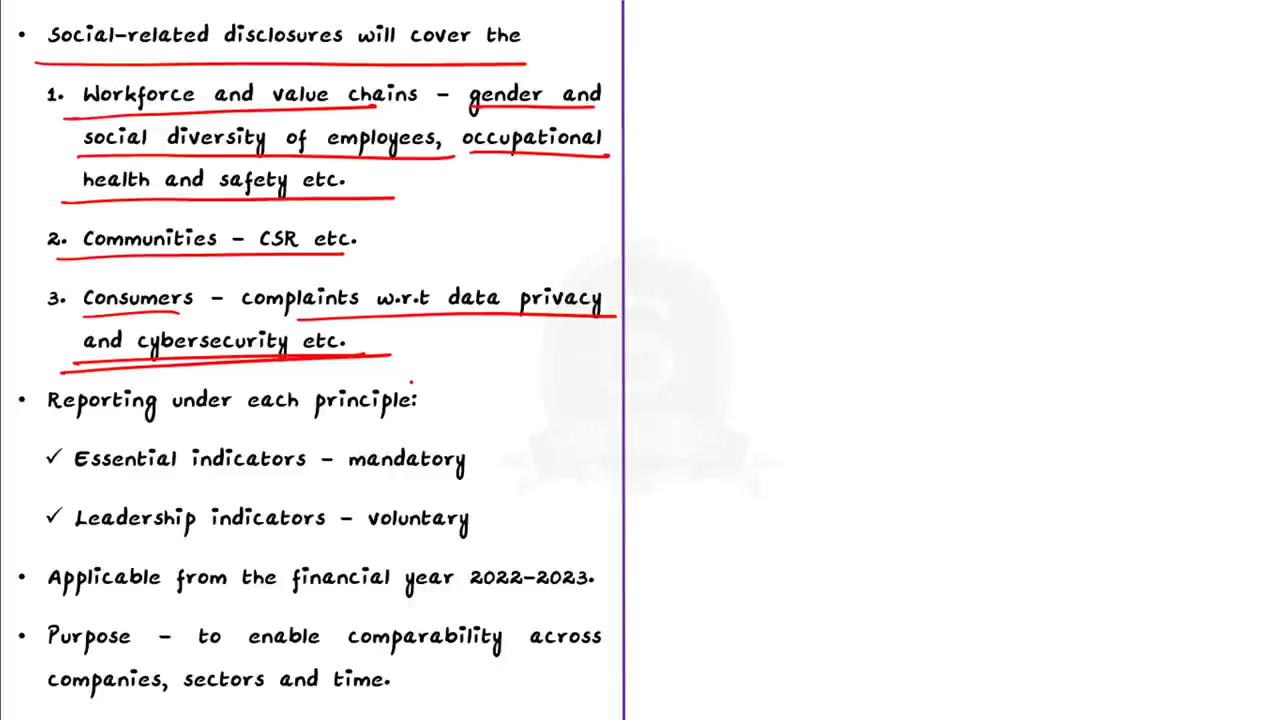 • Social-related disclosures will cover the
1. Workforce and value chains – gender and
social diversity of employees, occupational
health and safety etc.
2. Communities – CSR etc.
3. Consumers – complaints w.r.t data privacy
and cybersecurity etc.
• Reporting under each principle:
✓ Essential indicators – mandatory
✓ Leadership indicators – voluntary
• Applicable from the financial year 2022-2023.
• Purpose – to enable comparability across
companies, sectors and time.